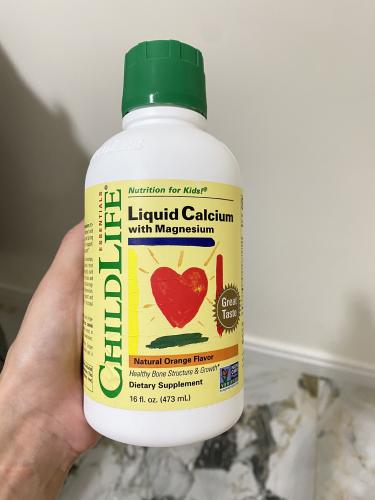 Nutrition for Kids!®
CHILDLIFE®
ESSENTIALS
Liquid Calcium
with Magnesium
Great
Taste
Natural Orange Flavor
Healthy Bone Structure & Growth*
Dietary Supplement
16 fl. oz. (473 mL)